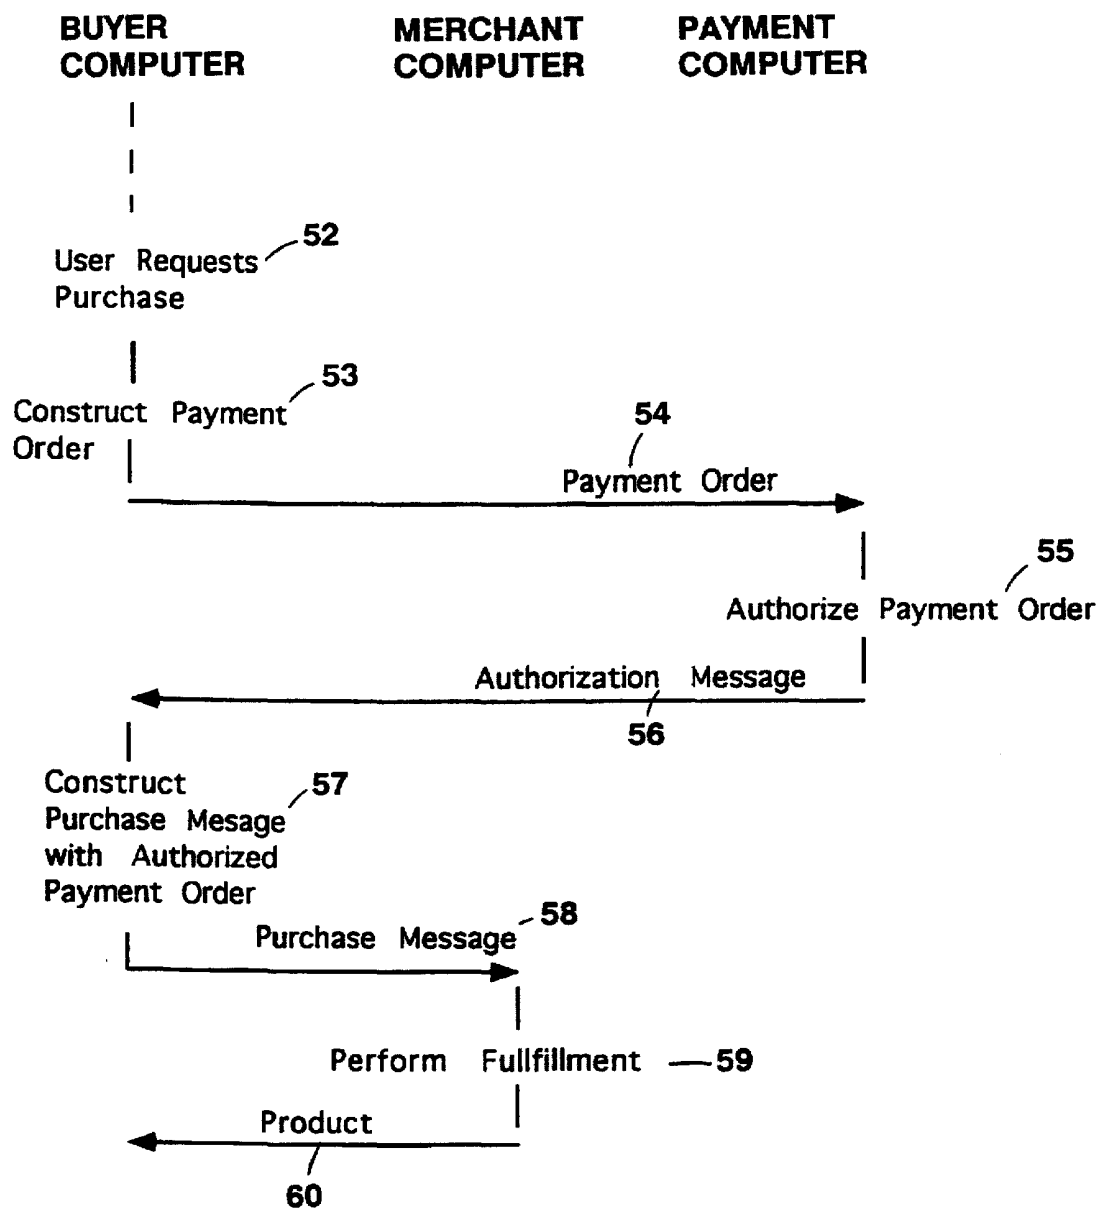 BUYER
COMPUTER
MERCHANT
COMPUTER
PAYMENT
COMPUTER
52
User Requests
Purchase
53
Construct Payment
Order
54
Payment Order
55
Authorize Payment Order
Authorization Message
56
Construct
57
Purchase Mesage
with Authorized
Payment Order
58
Purchase Message
Perform Fullfillment
59
Product
60